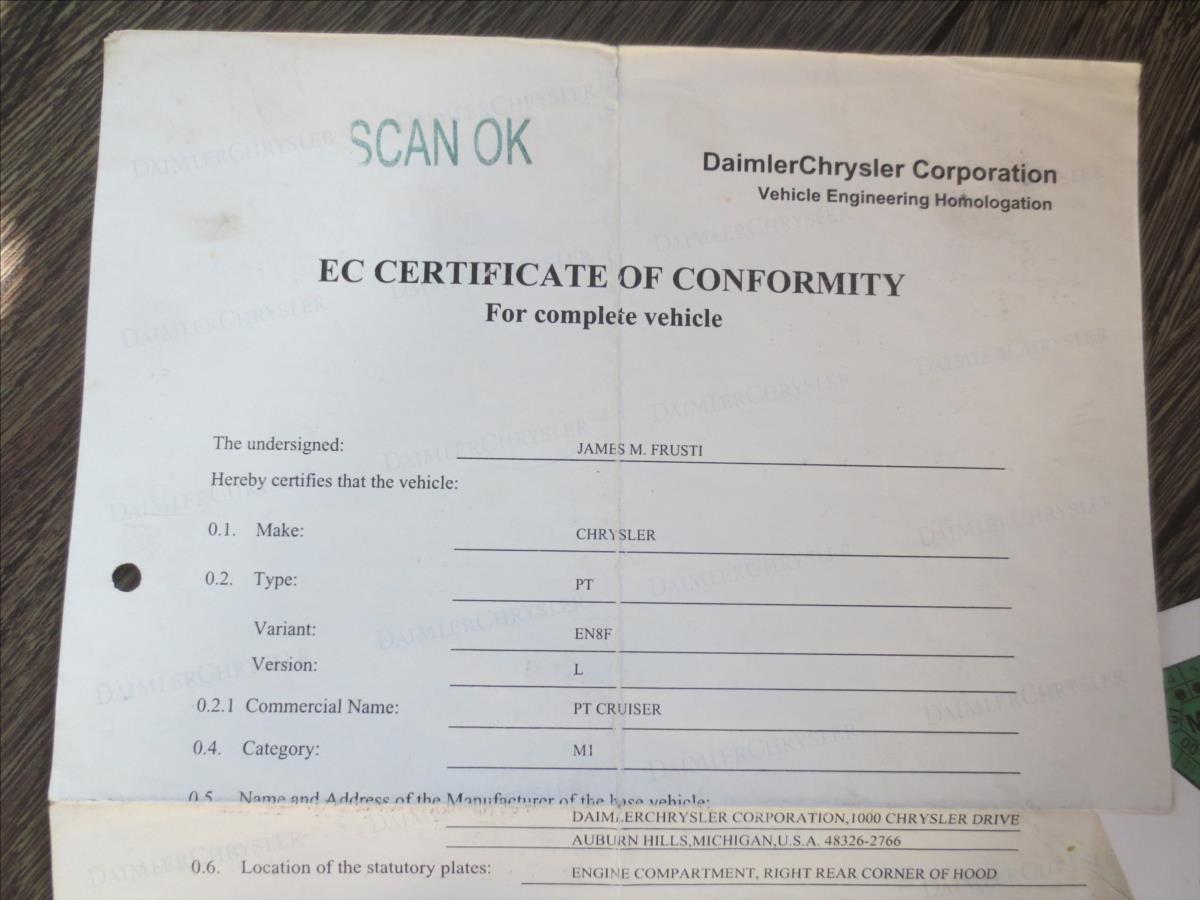 SCAN OK
DaimlerChrysler Corporation
Vehicle Engineering Homologation
EC CERTIFICATE OF CONFORMITY
For complete vehicle
The undersigned: JAMES M. FRUSTI
Hereby certifies that the vehicle:
0.1. Make: CHRYSLER
0.2. Type: PT
Variant: EN8F
Version: L
0.2.1 Commercial Name: PT CRUISER
0.4. Category: M1
0.5. Name and Address of the Manufacturer of the base vehicle:
DAIMLERCHRYSLER CORPORATION,1000 CHRYSLER DRIVE
AUBURN HILLS,MICHIGAN,U.S.A. 48326-2766
0.6. Location of the statutory plates: ENGINE COMPARTMENT, RIGHT REAR CORNER OF HOOD